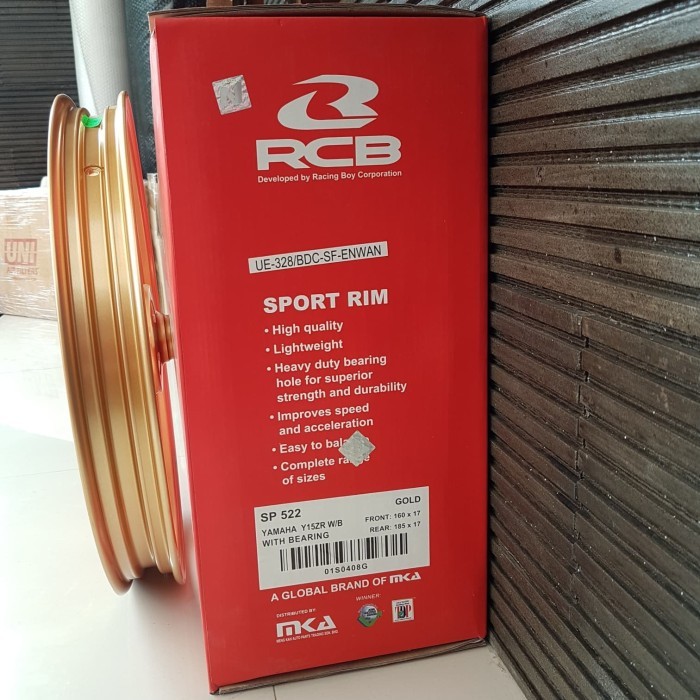 RCB
Developed by Racing Boy Corporation
UE-328/BDC-SF-ENWAN
SPORT RIM
• High quality
• Lightweight
• Heavy duty bearing
hole for superior
strength and durability
• Improves speed
and acceleration
• Easy to
• Complete
of sizes
SP 522
GOLD
YAMAHA Y15ZR W/B
FRONT: 160 x 17
WITH BEARING
REAR: 185 x 17
01S0408G
A GLOBAL BRAND OF MKA
DISTRIBUTED BY
WINNER
MKA
UNI